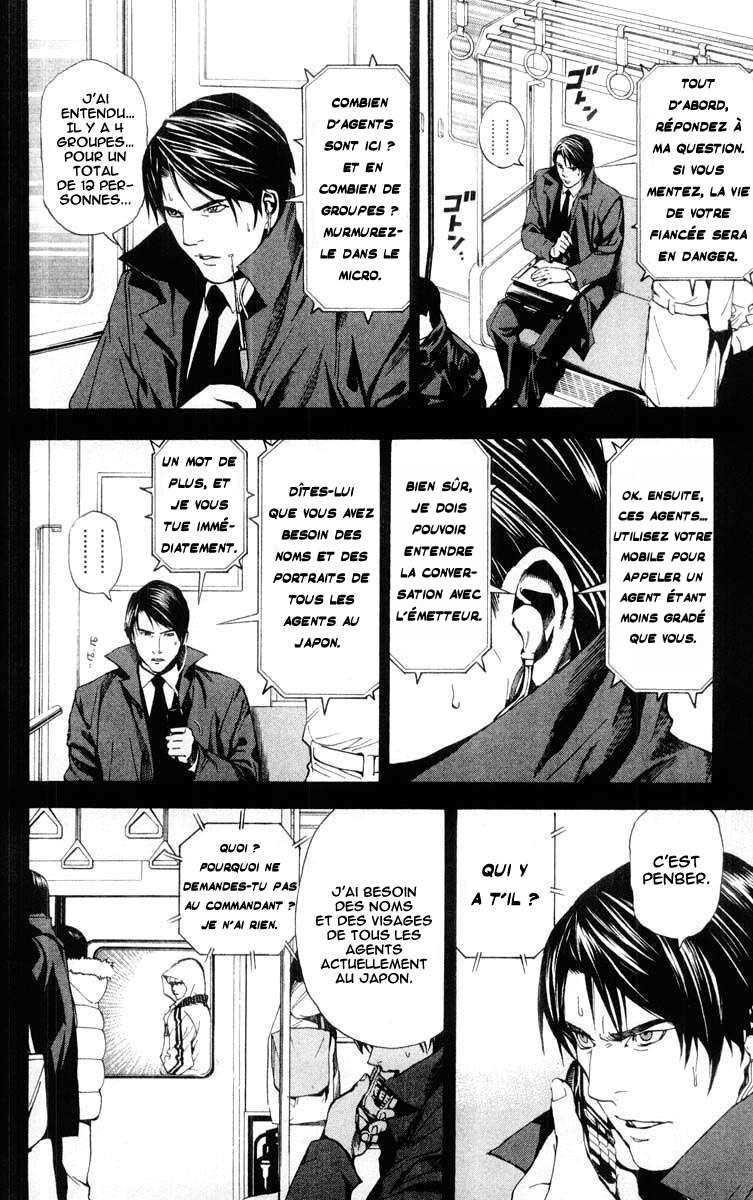 TOUT
D'ABORD,
RÉPONDEZ À
MA QUESTION.
SI VOUS
MENTEZ, LA VIE
DE VOTRE
FIANCÉE SERA
EN DANGER.
ゴトン
ゴトン
COMBIEN
D'AGENTS
SONT ICI ?
ET EN
COMBIEN DE
GROUPES ?
MURMUREZ-
LE DANS LE
MICRO.
J'AI
ENTENDU...
IL Y A 4
GROUPES...
POUR UN
TOTAL
DE 12 PER-
SONNES...
OK. ENSUITE,
CES AGENTS...
UTILISEZ VOTRE
MOBILE POUR
APPELER UN
AGENT ÉTANT
MOINS GRADÉ
QUE VOUS.
BIEN SÛR,
JE DOIS
POUVOIR
ENTENDRE
LA CONVER-
SATION AVEC
L'ÉMETTEUR.
DÎTES-LUI
QUE VOUS AVEZ
BESOIN DES
NOMS ET DES
PORTRAITS DE
TOUS LES
AGENTS AU
JAPON.
UN MOT DE
PLUS, ET
JE VOUS
TUE IMMÉ-
DIATEMENT.
C'EST
PENBER.
QUI Y
A T'IL ?
J'AI BESOIN
DES NOMS
ET DES VISAGES
DE TOUS LES
AGENTS
ACTUELLEMENT
AU JAPON.
QUOI ?
POURQUOI NE
DEMANDES-TU PAS
AU COMMANDANT ?
JE N'AI RIEN.